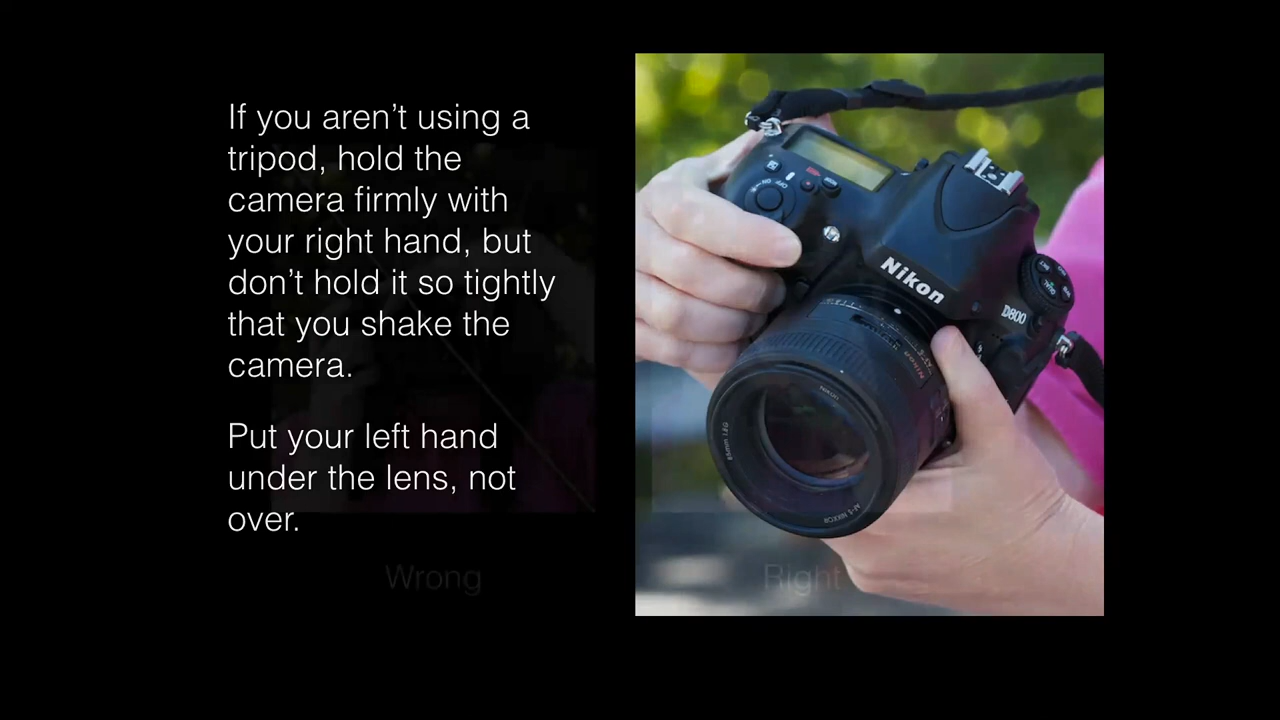 If you aren't using a
tripod, hold the
camera firmly with
your right hand, but
don't hold it so tightly
that you shake the
camera.
Put your left hand
under the lens, not
over.
Wrong
Right
Nikon
D800